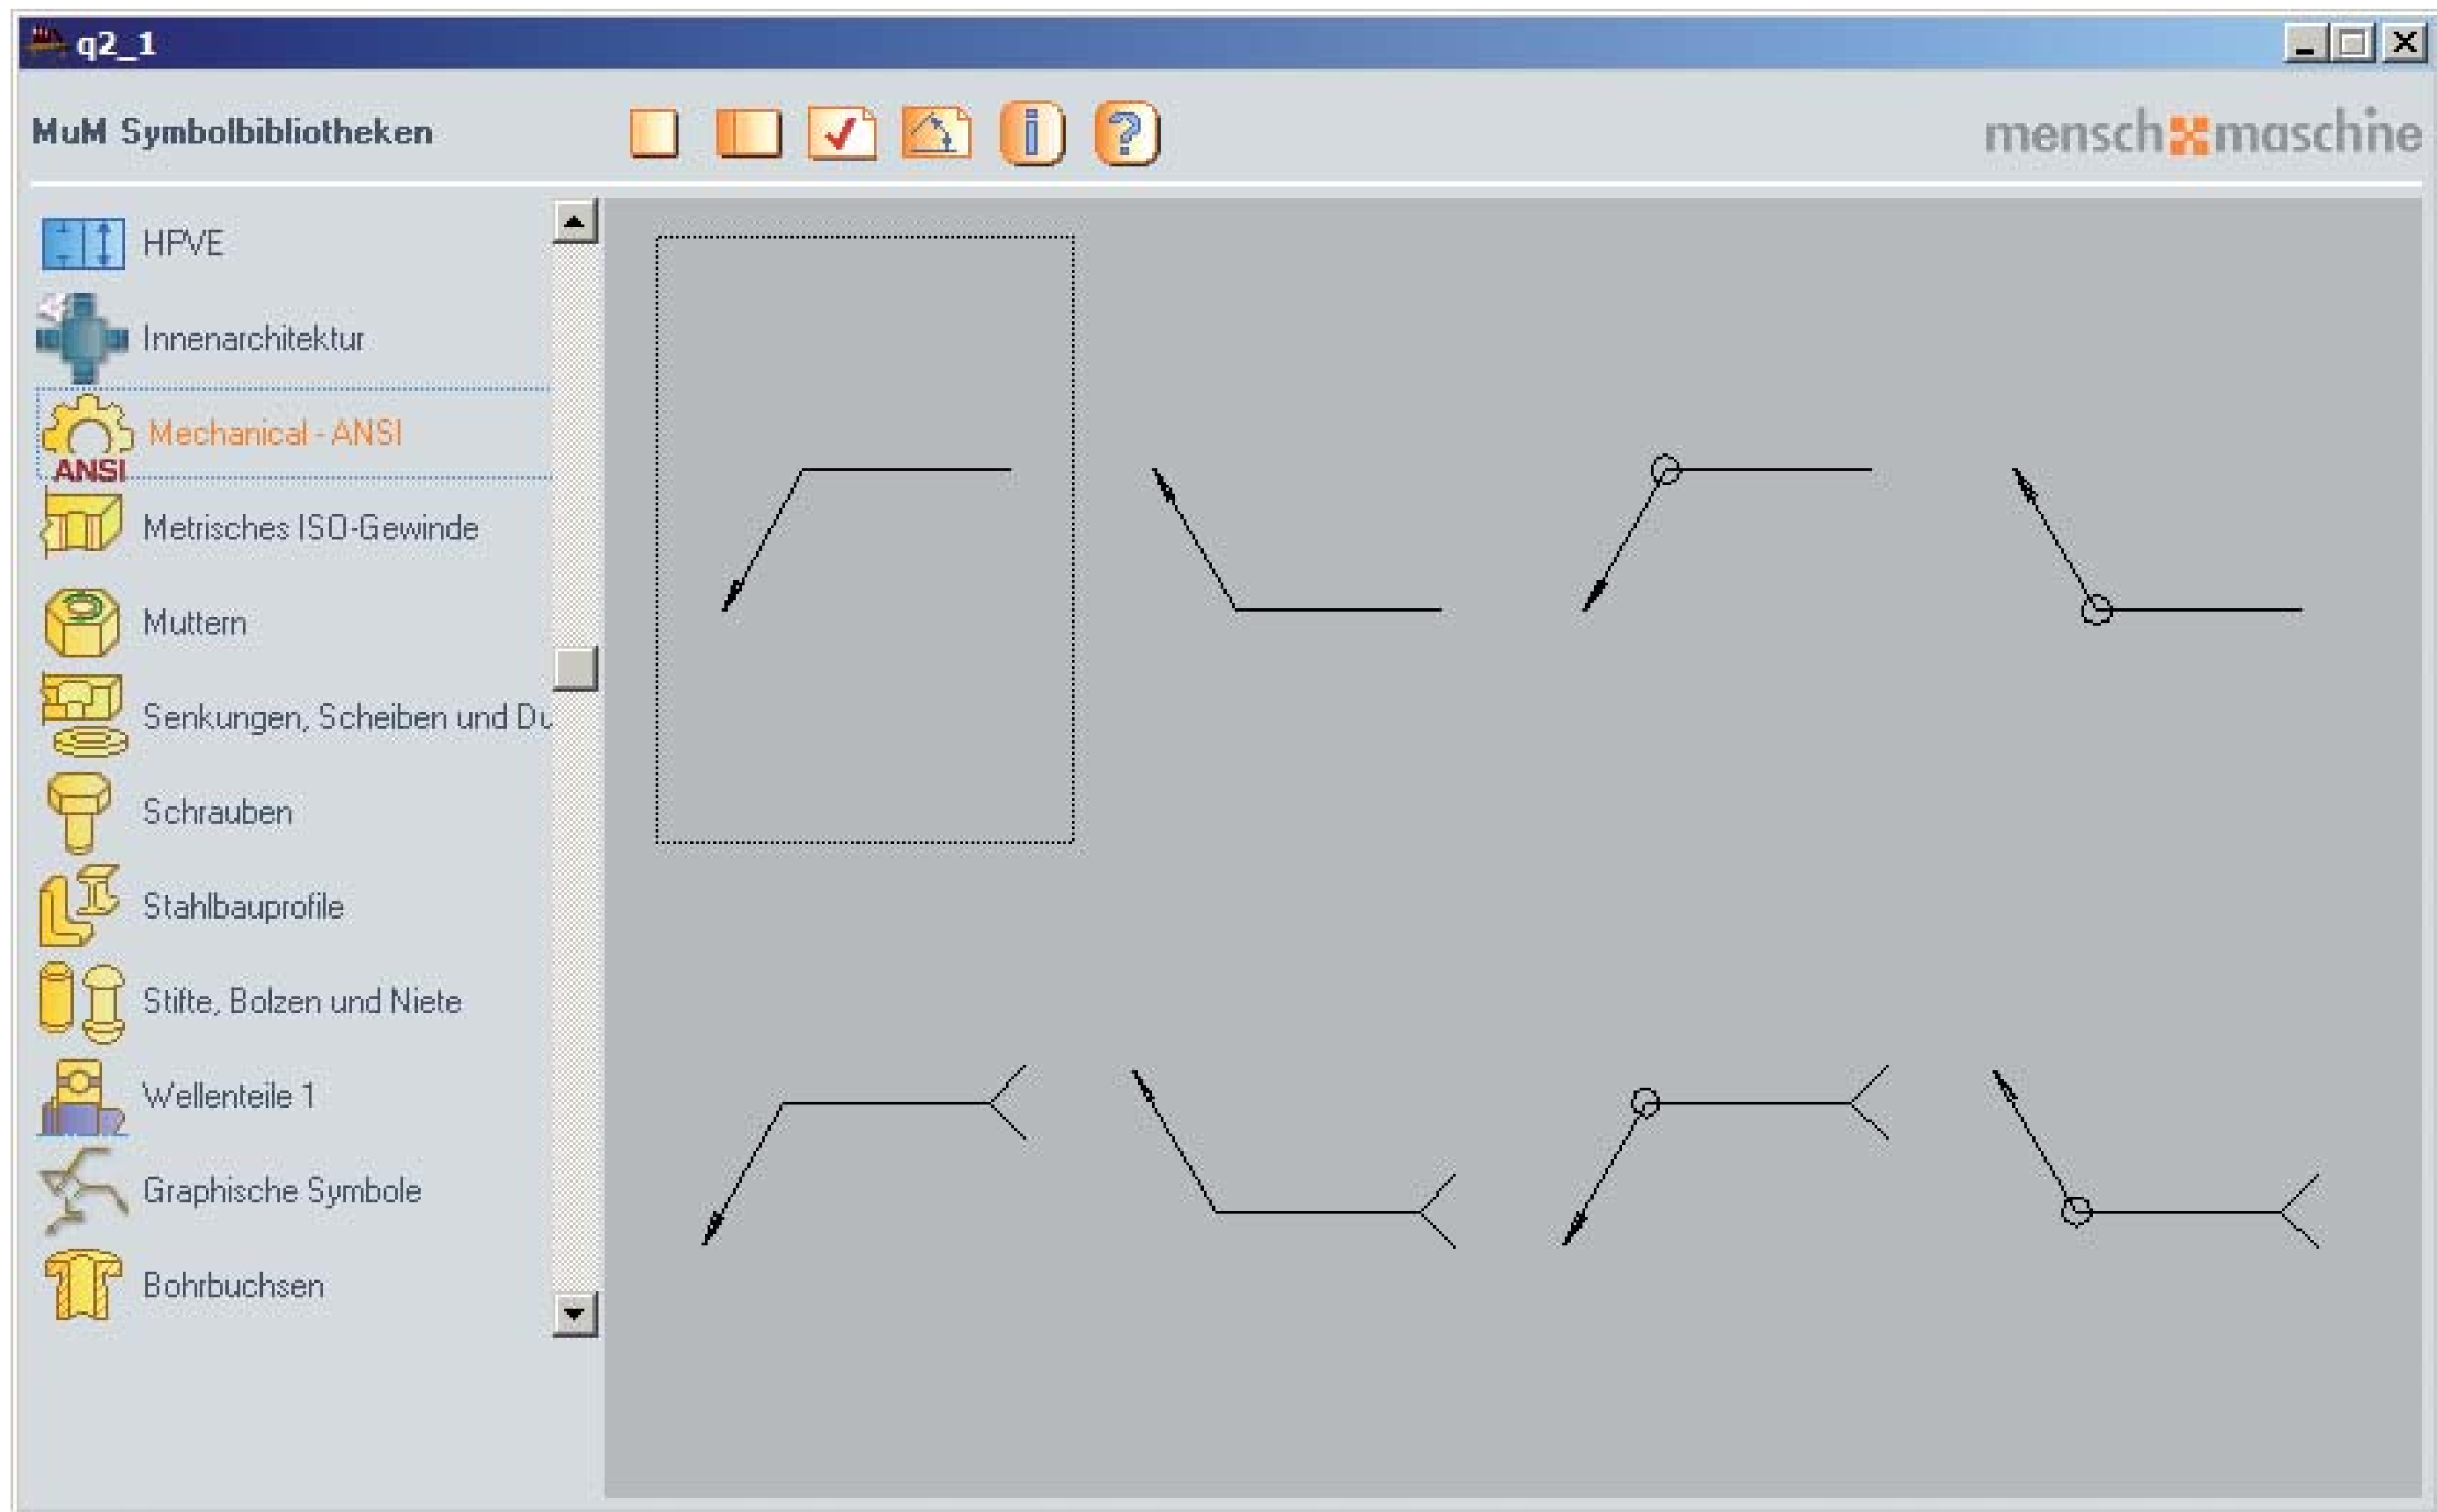 q2_1
MuM Symbolbibliotheken
mensch maschine
HPVE
Innenarchitektur
Mechanical - ANSI
ANSI
Metrisches ISO-Gewinde
Muttern
Senkungen, Scheiben und Du
Schrauben
Stahlbauprofile
Stifte, Bolzen und Niete
Wellenteile 1
Graphische Symbole
Bohrbuchsen